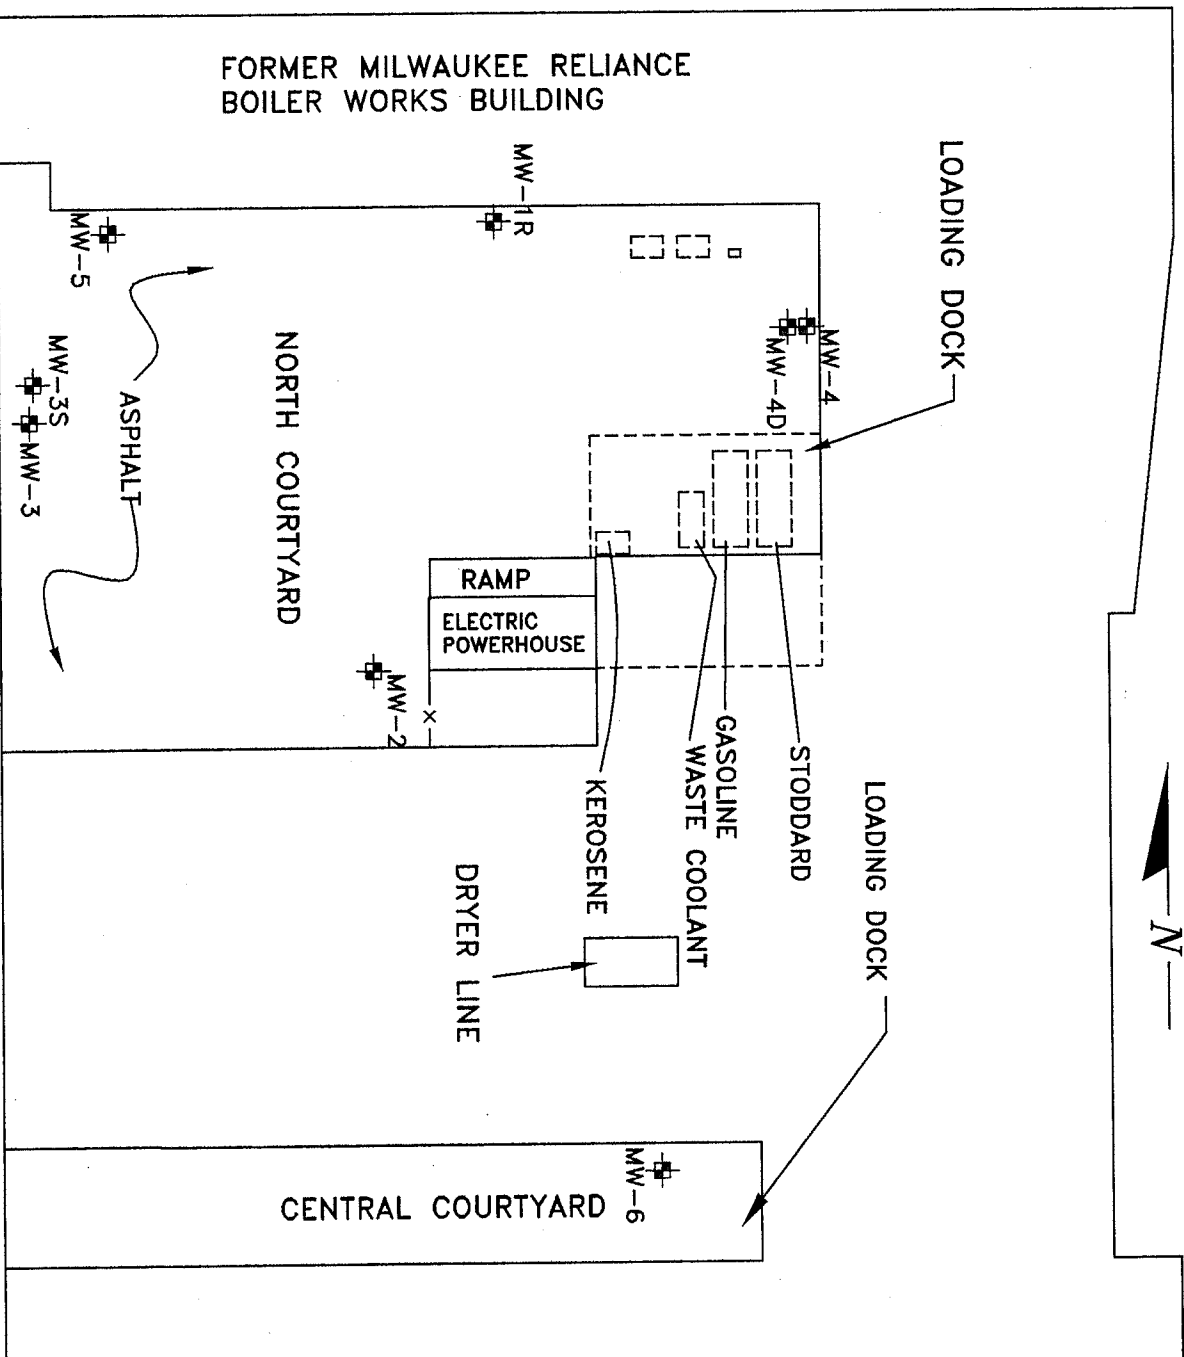 FORMER MILWAUKEE RELIANCE
BOILER WORKS BUILDING
MW-1R
LOADING DOCK
MW-5
MW-4
MW-4D
MW-3S
MW-3
ASPHALT
NORTH COURTYARD
RAMP
ELECTRIC
POWERHOUSE
MW-2
X
STODDARD
GASOLINE
WASTE COOLANT
KEROSENE
LOADING DOCK
DRYER LINE
N
CENTRAL COURTYARD
MW-6